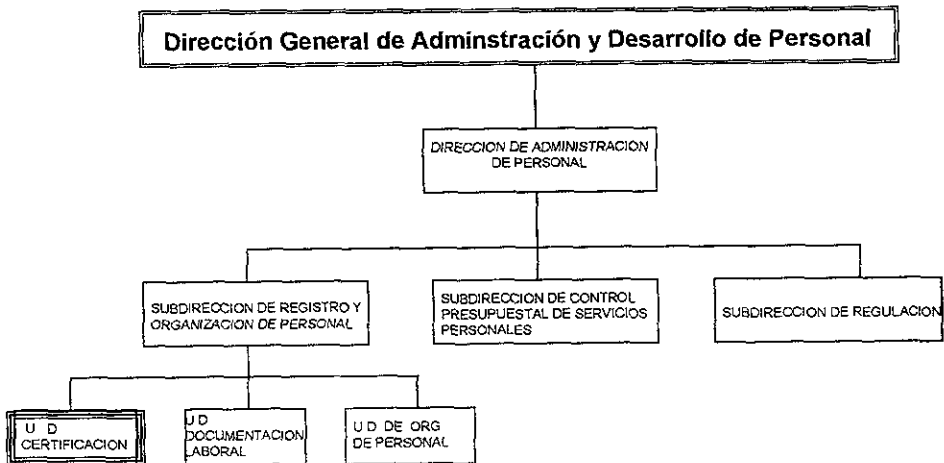 Dirección General de Adminstración y Desarrollo de Personal
DIRECCION DE ADMINISTRACION
DE PERSONAL
SUBDIRECCION DE REGISTRO Y
ORGANIZACION DE PERSONAL
SUBDIRECCION DE CONTROL
PRESUPUESTAL DE SERVICIOS
PERSONALES
SUBDIRECCION DE REGULACION
U D
CERTIFICACION
U D
DOCUMENTACION
LABORAL
U D DE ORG
DE PERSONAL